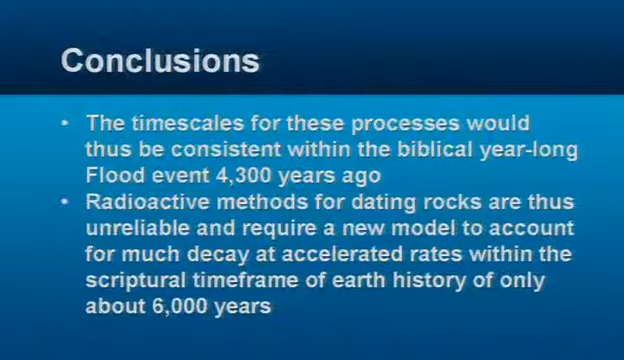 Conclusions
• The timescales for these processes would
thus be consistent within the biblical year-long
Flood event 4,300 years ago
• Radioactive methods for dating rocks are thus
unreliable and require a new model to account
for much decay at accelerated rates within the
scriptural timeframe of earth history of only
about 6,000 years